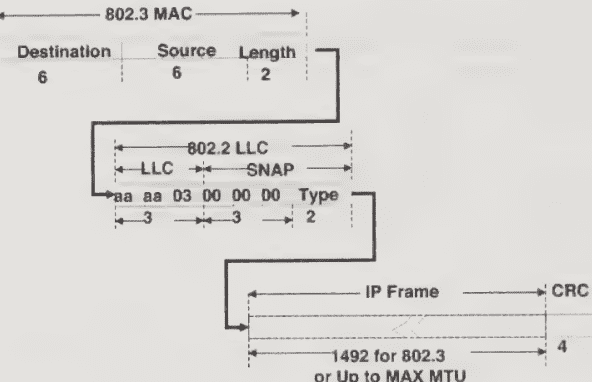 802.3 MAC
Destination Source Length
6 6 2
802.2 LLC
LLC SNAP
aa aa 03 00 00 00 Type
3 3 2
IP Frame CRC
4
1492 for 802.3
or Up to MAX MTU